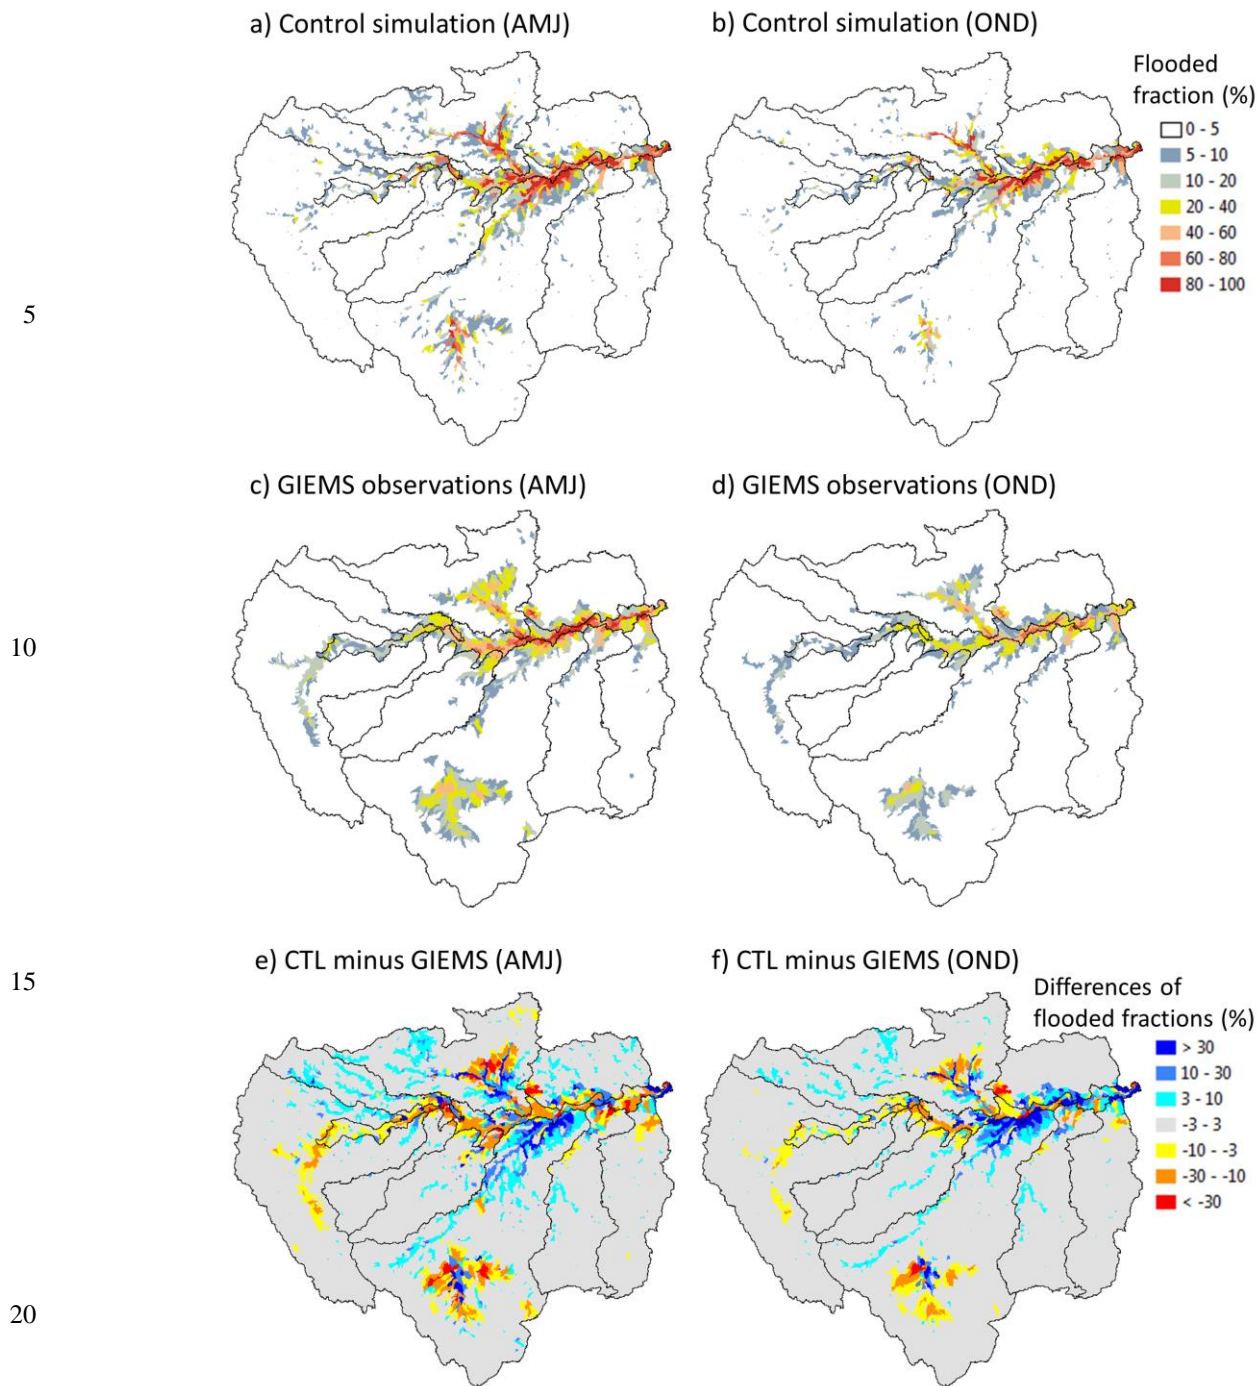 a) Control simulation (AMJ)
b) Control simulation (OND)
Flooded
fraction (%)
0 - 5
5 - 10
10 - 20
20 - 40
40 - 60
60 - 80
80 - 100
5
c) GIEMS observations (AMJ)
d) GIEMS observations (OND)
10
e) CTL minus GIEMS (AMJ)
f) CTL minus GIEMS (OND)
15
Differences of
flooded fractions (%)
> 30
10 - 30
3 - 10
-3 - 3
-10 - -3
-30 - -10
< -30
20